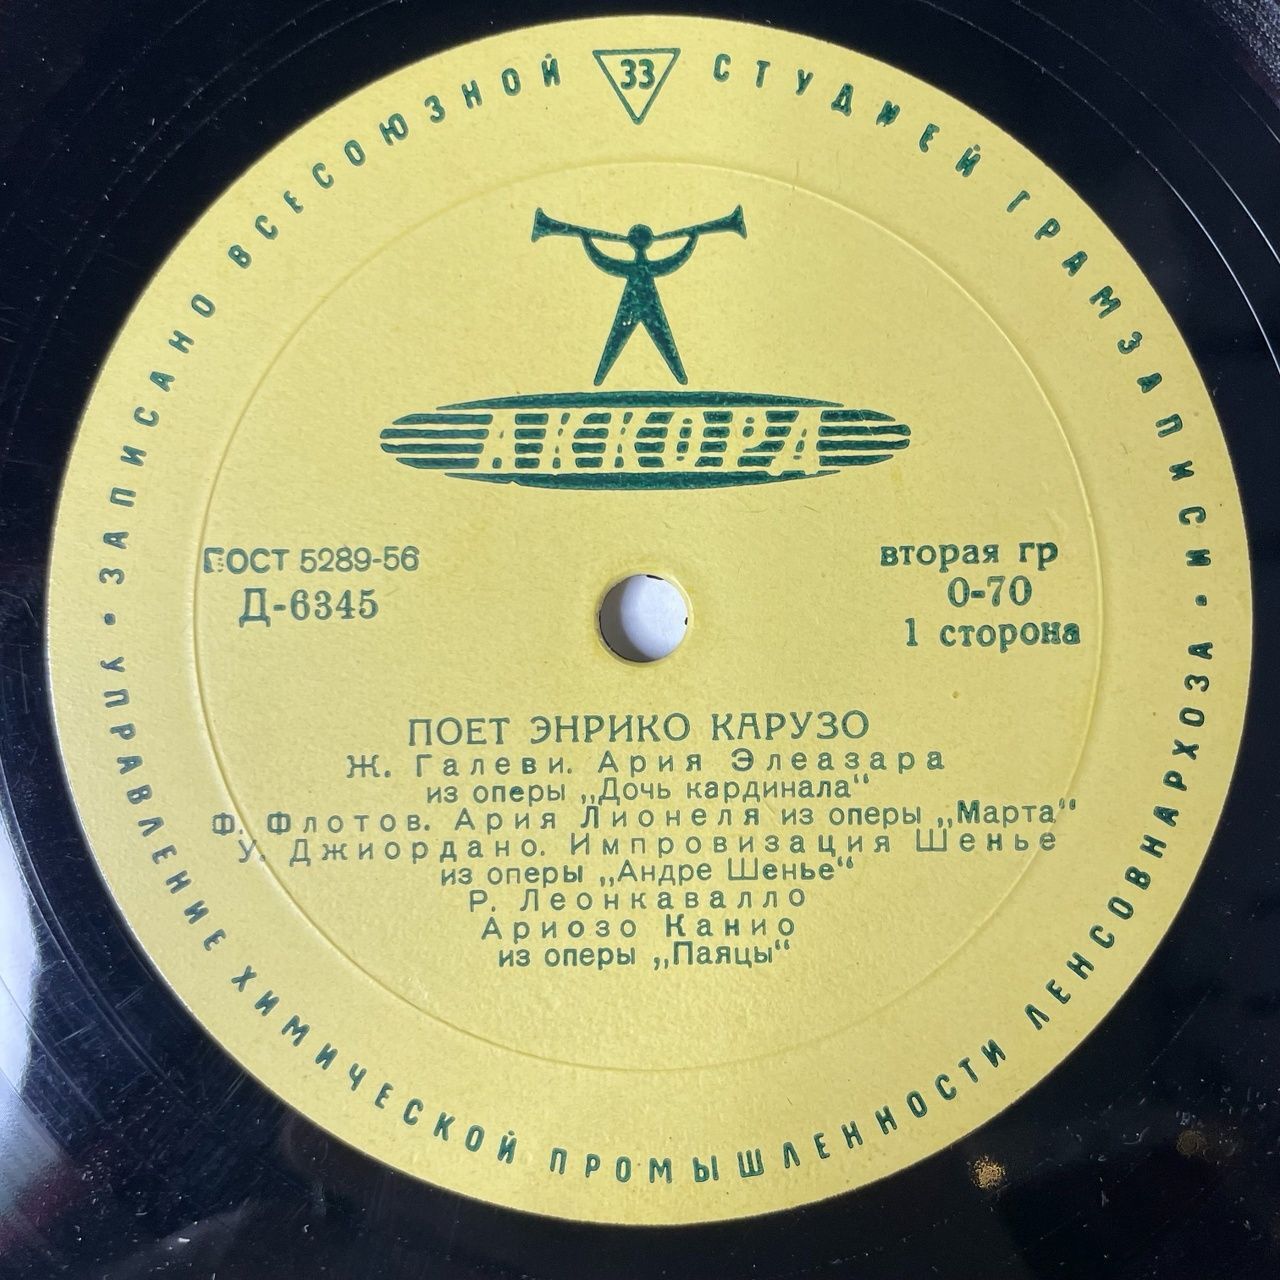 ЗАПИСАНО ВСЕСОЮЗНОЙ СТУДИЕЙ ГРАМЗАПИСИ •
33
АККОРД
ГОСТ 5289-56
Д-6345
вторая гр
0-70
1 сторона
ПОЕТ ЭНРИКО КАРУЗО
Ж. Галеви. Ария Элеазара
из оперы „Дочь кардинала“
Ф. Флотов. Ария Лионеля из оперы „Марта“
У. Джиордано. Импровизация Шенье
из оперы „Андре Шенье“
Р. Леонкавалло
Ариозо Канио
из оперы „Паяцы“
УПРАВЛЕНИЕ ХИМИЧЕСКОЙ ПРОМЫШЛЕННОСТИ ЛЕНСОВНАРХОЗА •